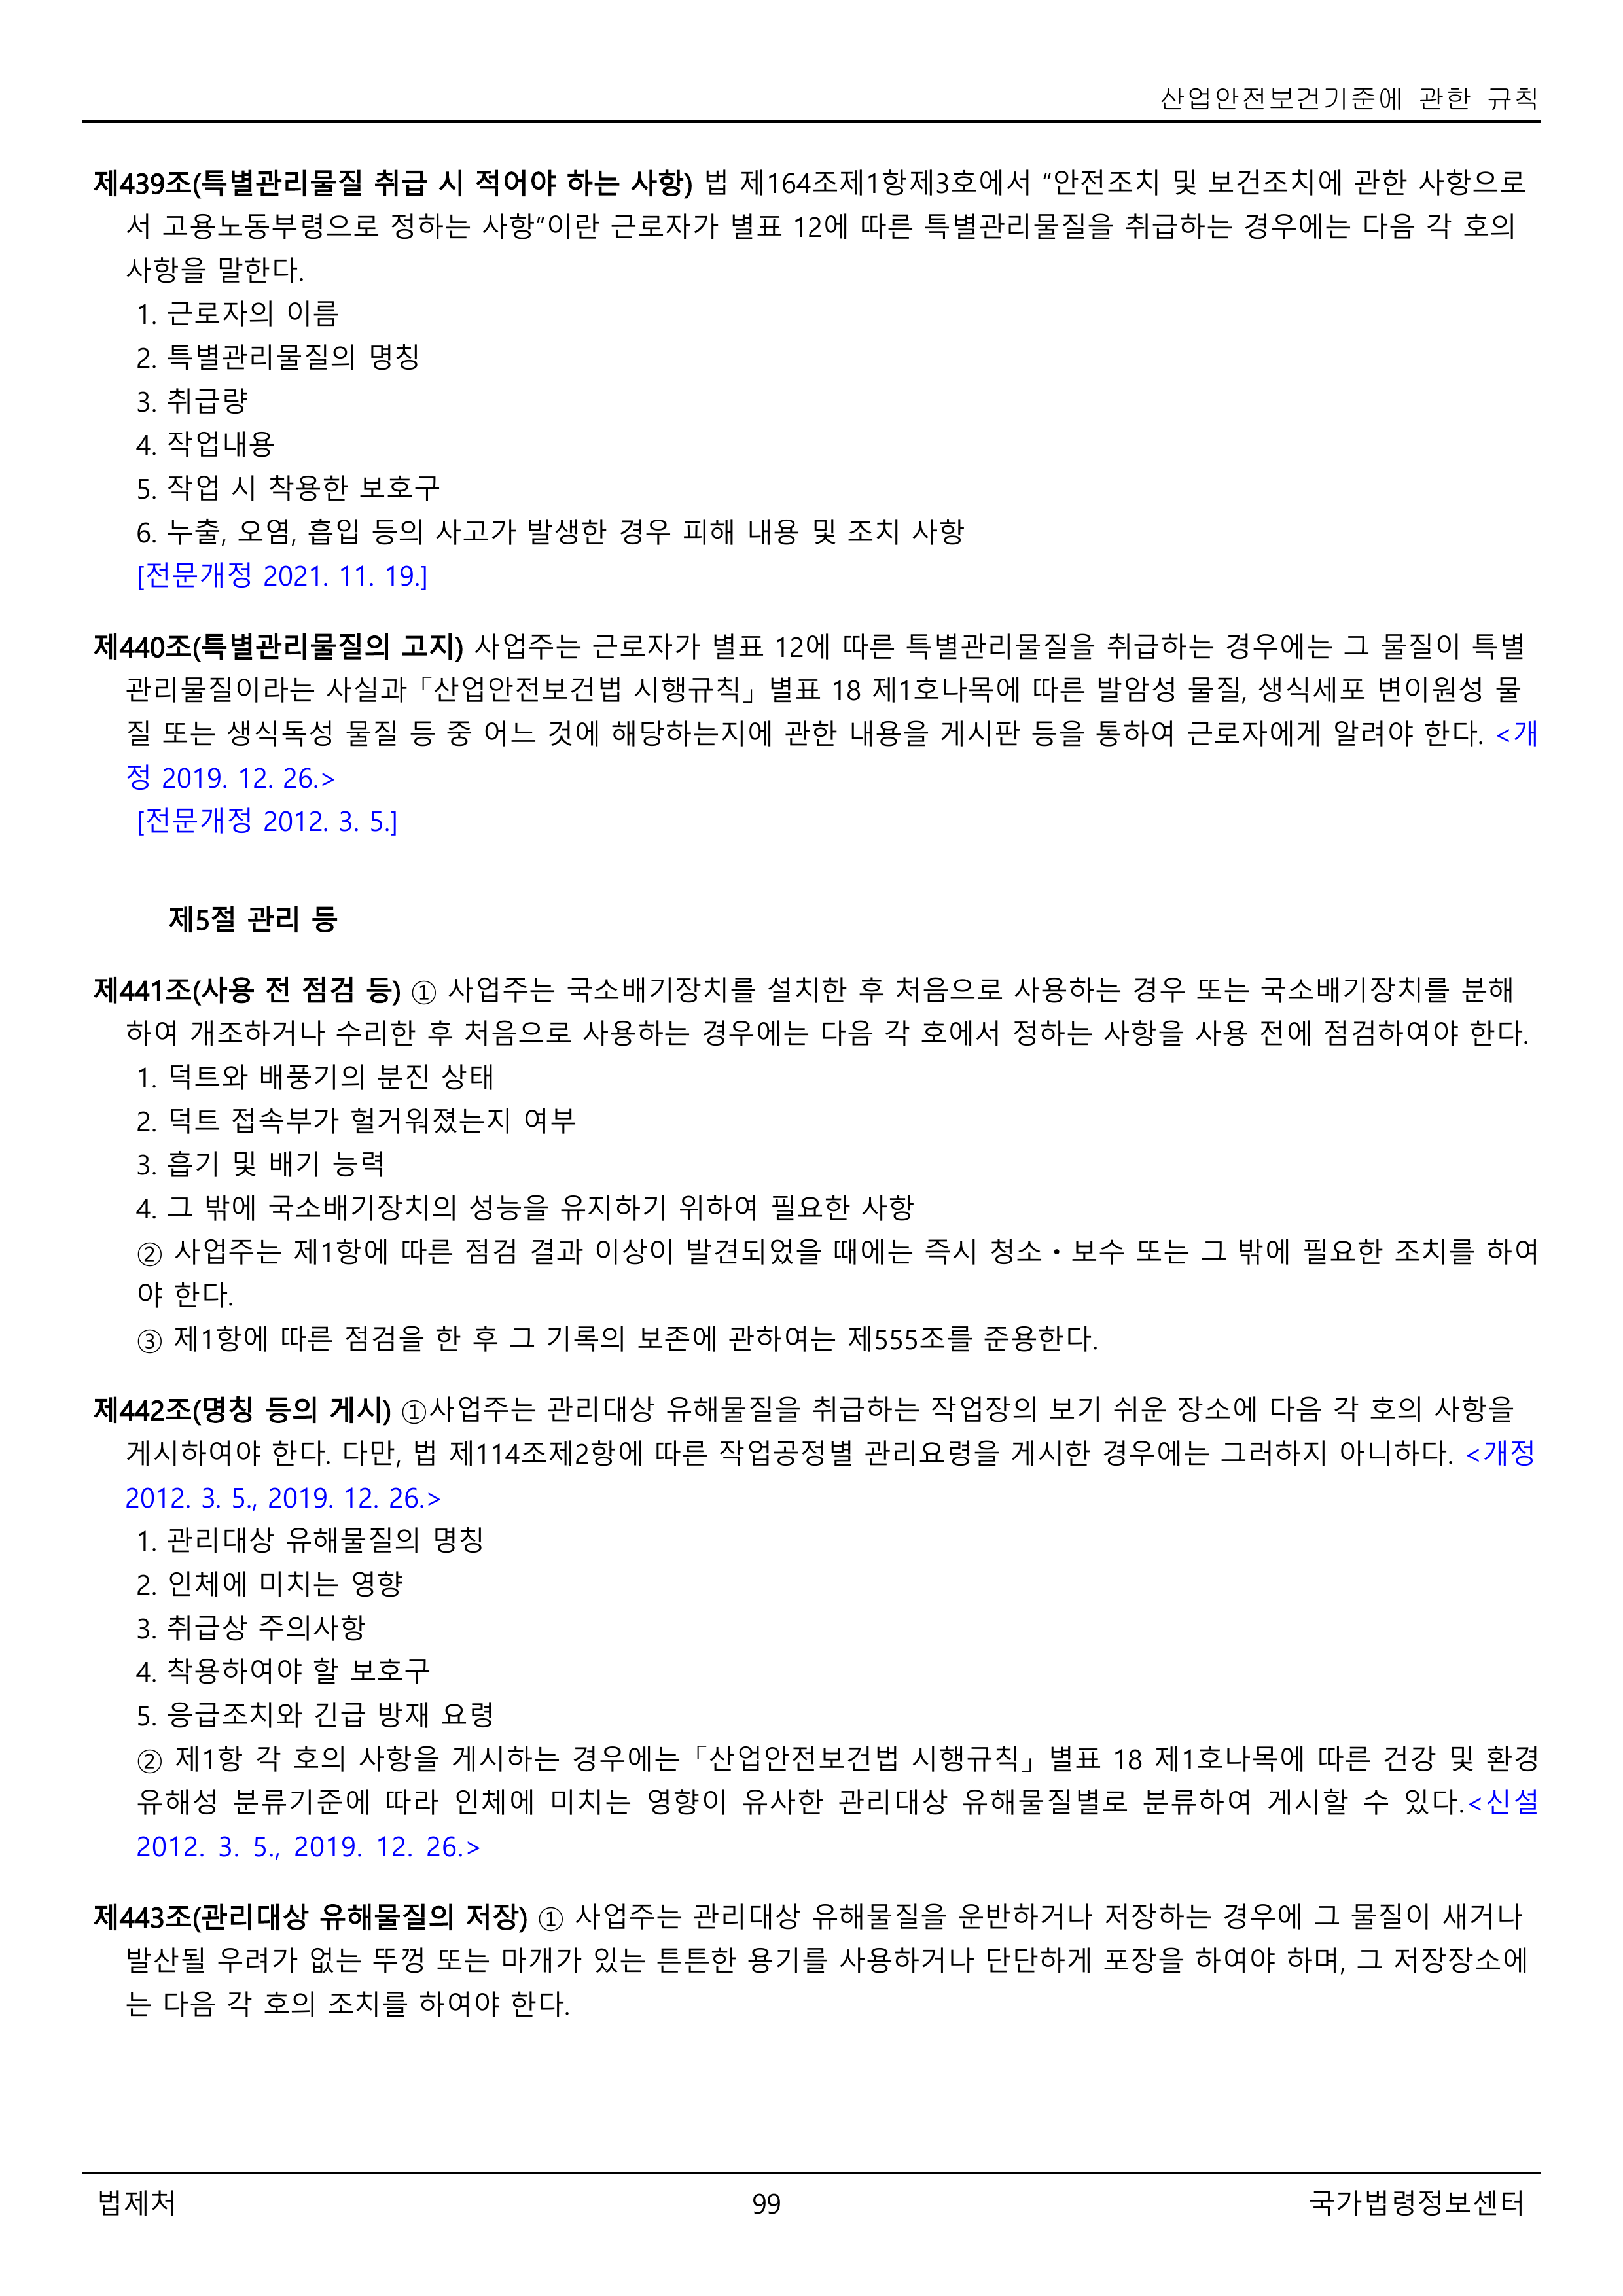 산업안전보건기준에 관한 규칙
제439조(특별관리물질 취급 시 적어야 하는 사항) 법 제164조제1항제3호에서 “안전조치 및 보건조치에 관한 사항으로
서 고용노동부령으로 정하는 사항”이란 근로자가 별표 12에 따른 특별관리물질을 취급하는 경우에는 다음 각 호의
사항을 말한다.
1. 근로자의 이름
2. 특별관리물질의 명칭
3. 취급량
4. 작업내용
5. 작업 시 착용한 보호구
6. 누출, 오염, 흡입 등의 사고가 발생한 경우 피해 내용 및 조치 사항
[전문개정 2021. 11. 19.]
제440조(특별관리물질의 고지) 사업주는 근로자가 별표 12에 따른 특별관리물질을 취급하는 경우에는 그 물질이 특별
관리물질이라는 사실과「산업안전보건법 시행규칙」별표 18 제1호나목에 따른 발암성 물질, 생식세포 변이원성 물
질 또는 생식독성 물질 등 중 어느 것에 해당하는지에 관한 내용을 게시판 등을 통하여 근로자에게 알려야 한다. <개
정 2019. 12. 26.>
[전문개정 2012. 3. 5.]
제5절 관리 등
제441조(사용 전 점검 등) ① 사업주는 국소배기장치를 설치한 후 처음으로 사용하는 경우 또는 국소배기장치를 분해
하여 개조하거나 수리한 후 처음으로 사용하는 경우에는 다음 각 호에서 정하는 사항을 사용 전에 점검하여야 한다.
1. 덕트와 배풍기의 분진 상태
2. 덕트 접속부가 헐거워졌는지 여부
3. 흡기 및 배기 능력
4. 그 밖에 국소배기장치의 성능을 유지하기 위하여 필요한 사항
② 사업주는 제1항에 따른 점검 결과 이상이 발견되었을 때에는 즉시 청소ㆍ보수 또는 그 밖에 필요한 조치를 하여
야 한다.
③ 제1항에 따른 점검을 한 후 그 기록의 보존에 관하여는 제555조를 준용한다.
제442조(명칭 등의 게시) ①사업주는 관리대상 유해물질을 취급하는 작업장의 보기 쉬운 장소에 다음 각 호의 사항을
게시하여야 한다. 다만, 법 제114조제2항에 따른 작업공정별 관리요령을 게시한 경우에는 그러하지 아니하다. <개정
2012. 3. 5., 2019. 12. 26.>
1. 관리대상 유해물질의 명칭
2. 인체에 미치는 영향
3. 취급상 주의사항
4. 착용하여야 할 보호구
5. 응급조치와 긴급 방재 요령
② 제1항 각 호의 사항을 게시하는 경우에는「산업안전보건법 시행규칙」별표 18 제1호나목에 따른 건강 및 환경
유해성 분류기준에 따라 인체에 미치는 영향이 유사한 관리대상 유해물질별로 분류하여 게시할 수 있다.<신설
2012. 3. 5., 2019. 12. 26.>
제443조(관리대상 유해물질의 저장) ① 사업주는 관리대상 유해물질을 운반하거나 저장하는 경우에 그 물질이 새거나
발산될 우려가 없는 뚜껑 또는 마개가 있는 튼튼한 용기를 사용하거나 단단하게 포장을 하여야 하며, 그 저장장소에
는 다음 각 호의 조치를 하여야 한다.
법제처
99
국가법령정보센터